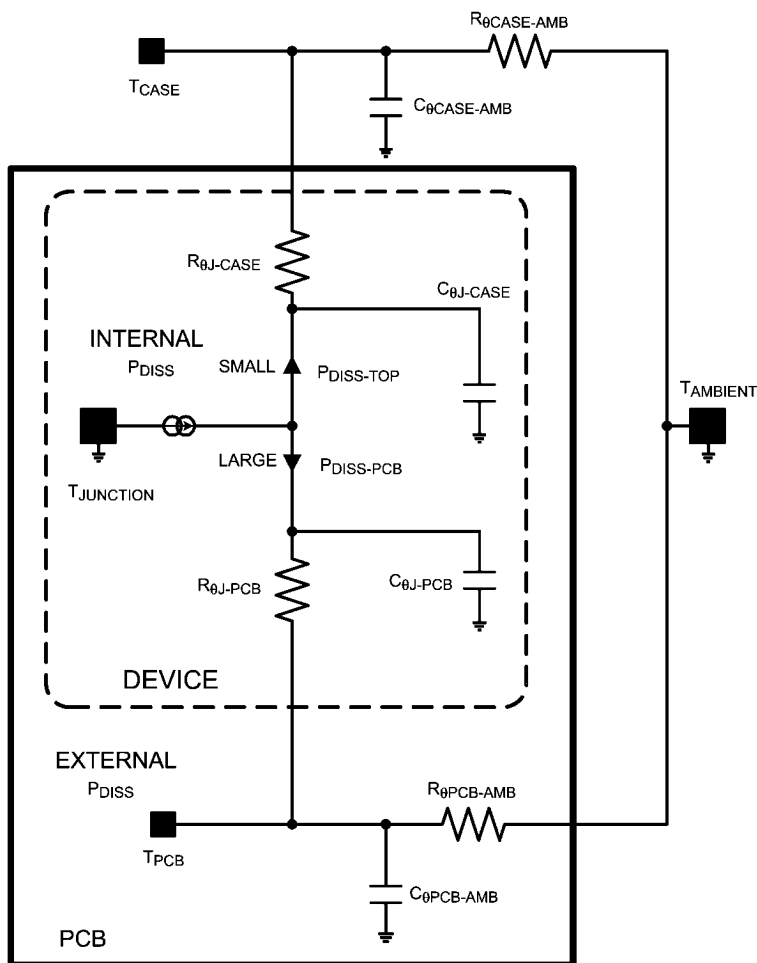 RθCASE-AMB
TCASE
CθCASE-AMB
RθJ-CASE
CθJ-CASE
INTERNAL
PDISS
SMALL
PDISS-TOP
TAMBIENT
LARGE
PDISS-PCB
TJUNCTION
RθJ-PCB
CθJ-PCB
DEVICE
EXTERNAL
PDISS
RθPCB-AMB
TPCB
CθPCB-AMB
PCB